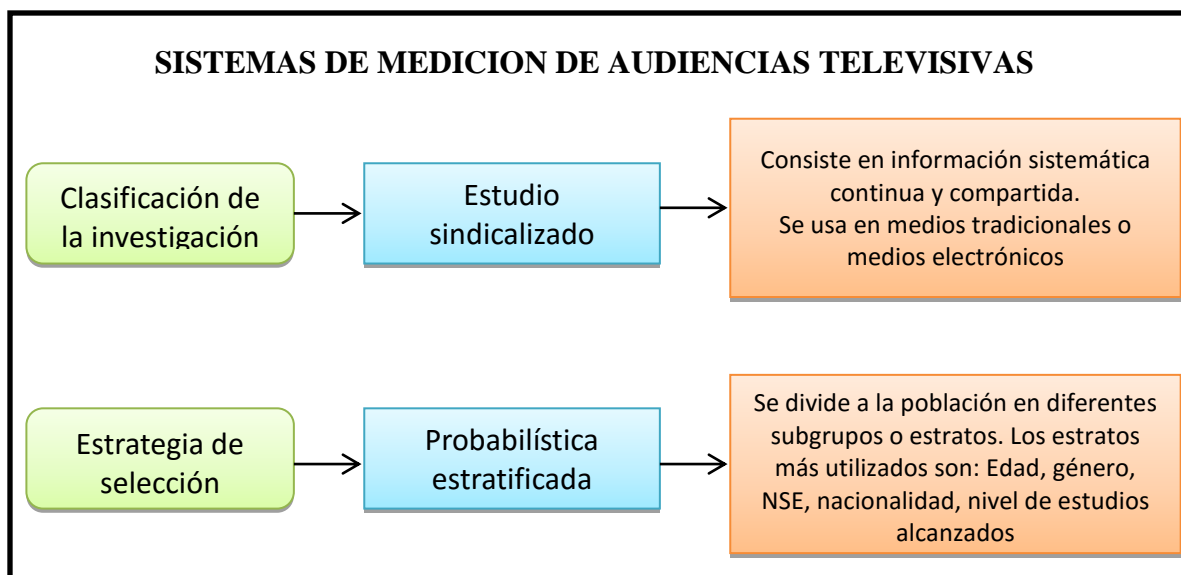 SISTEMAS DE MEDICION DE AUDIENCIAS TELEVISIVAS
Clasificación de
la investigación
Estudio
sindicalizado
Consiste en información sistemática
continua y compartida.
Se usa en medios tradicionales o
medios electrónicos
Estrategia de
selección
Probabilística
estratificada
Se divide a la población en diferentes
subgrupos o estratos. Los estratos
más utilizados son: Edad, género,
NSE, nacionalidad, nivel de estudios
alcanzados